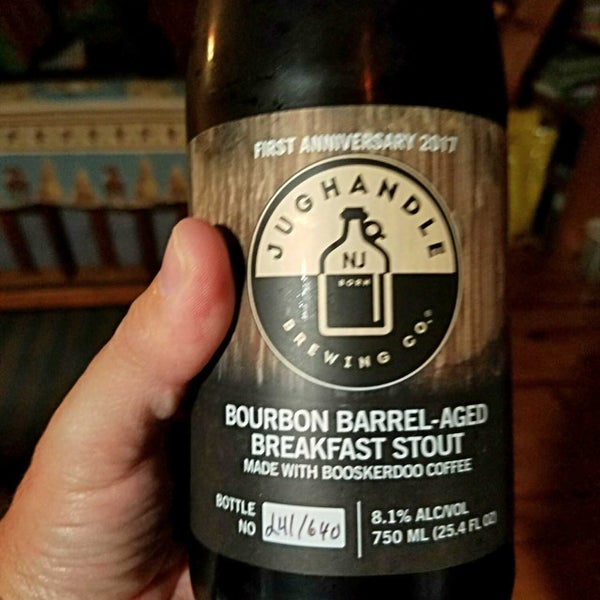 FIRST ANNIVERSARY 2017
JUGHANDLE
NJ
BORN
BREWING CO.®
BOURBON BARREL-AGED
BREAKFAST STOUT
MADE WITH BOOSKERDOO COFFEE
BOTTLE
NO 241/640
8.1% ALC/VOL
750 ML (25.4 FL OZ)